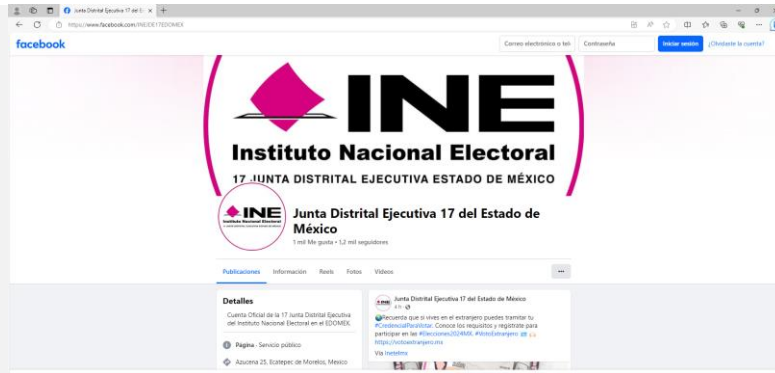 Junta Distrital Ejecutiva 17 del E
https://www.facebook.com/INEJDE17EDOMEX
facebook
Correo electrónico o tel
Contraseña
Iniciar sesión
¿Olvidaste la cuenta?
INE
Instituto Nacional Electoral
17 JUNTA DISTRITAL EJECUTIVA ESTADO DE MÉXICO
INE
Instituto Nacional Electoral
Junta Distrital Ejecutiva 17 del Estado de
México
1 mil Me gusta • 1,2 mil seguidores
Publicaciones Información Reels Fotos Videos
Detalles
Cuenta Oficial de la 17 Junta Distrital Ejecutiva
del Instituto Nacional Electoral en el EDOMEX.
Página · Servicio público
Azucena 25, Ecatepec de Morelos, Mexico
Junta Distrital Ejecutiva 17 del Estado de México
4 h
Recuerda que si vives en el extranjero puedes tramitar tu
#CredencialParaVotar. Conoce los requisitos y regístrate para
participar en las #Elecciones2024MX. #VotoExtranjero
https://votoextranjero.mx
Vía Inetelmx